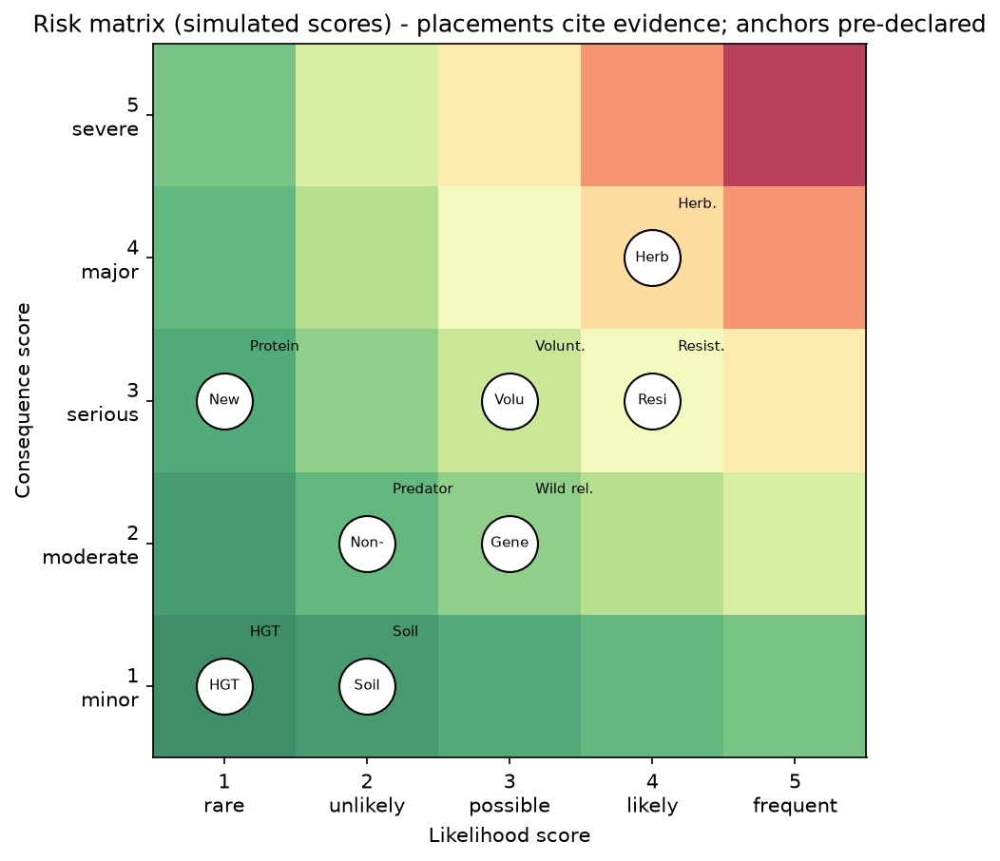 Risk matrix (simulated scores) - placements cite evidence; anchors pre-declared
Consequence score
5
severe
4
major
3
serious
2
moderate
1
minor
Herb.
Herb
Protein
New
Volunt.
Volu
Resist.
Resi
Predator
Non-
Wild rel.
Gene
HGT
HGT
Soil
Soil
1
rare
2
unlikely
3
possible
4
likely
5
frequent
Likelihood score